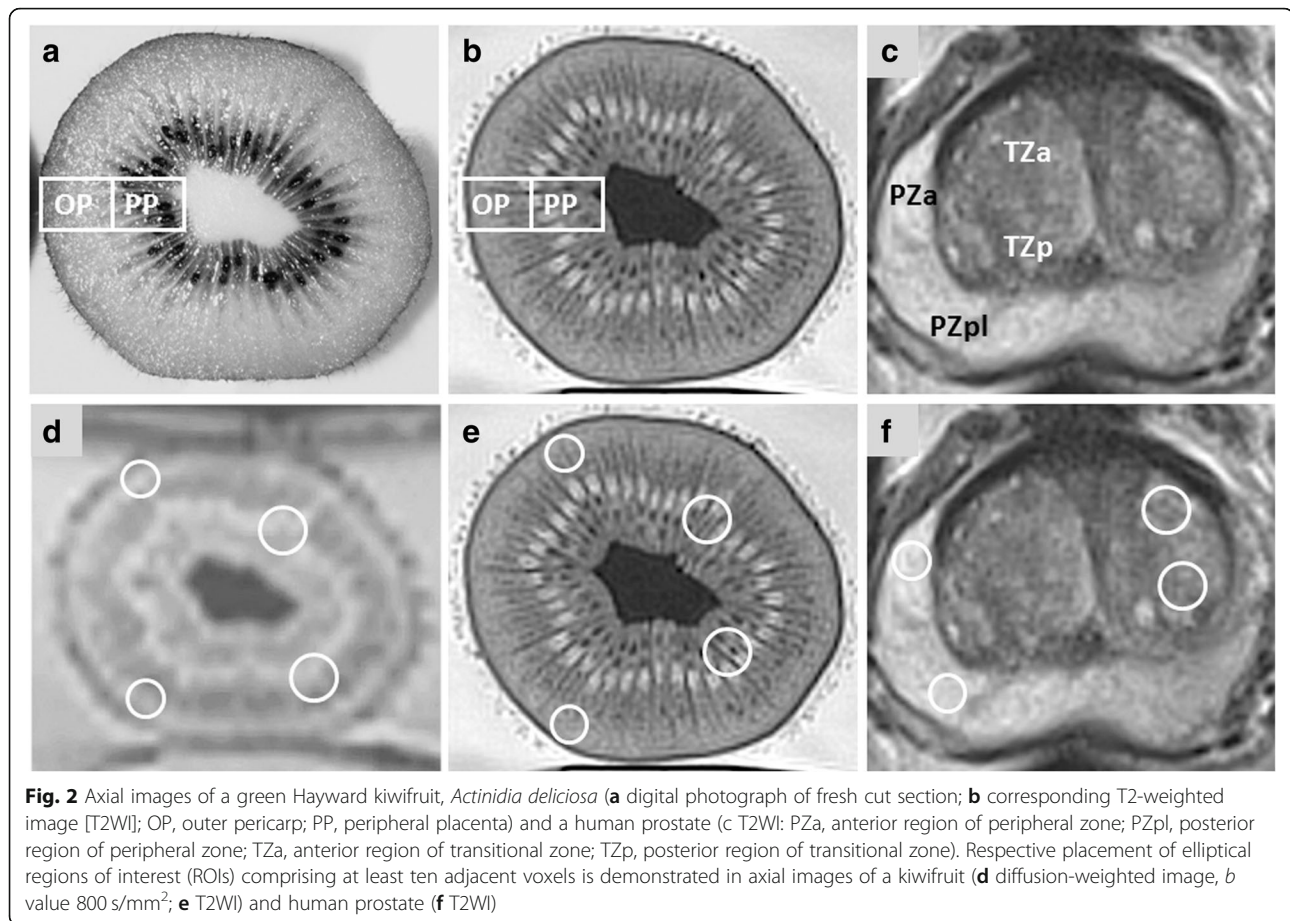 a
b
c
OP PP
OP PP
TZa
PZa
TZp
PZpl
d
e
f
Fig. 2 Axial images of a green Hayward kiwifruit, Actinidia deliciosa (a digital photograph of fresh cut section; b corresponding T2-weighted
image [T2WI]; OP, outer pericarp; PP, peripheral placenta) and a human prostate (c T2WI: PZa, anterior region of peripheral zone; PZpl, posterior
region of peripheral zone; TZa, anterior region of transitional zone; TZp, posterior region of transitional zone). Respective placement of elliptical
regions of interest (ROIs) comprising at least ten adjacent voxels is demonstrated in axial images of a kiwifruit (d diffusion-weighted image, b
value 800 s/mm²; e T2WI) and human prostate (f T2WI)